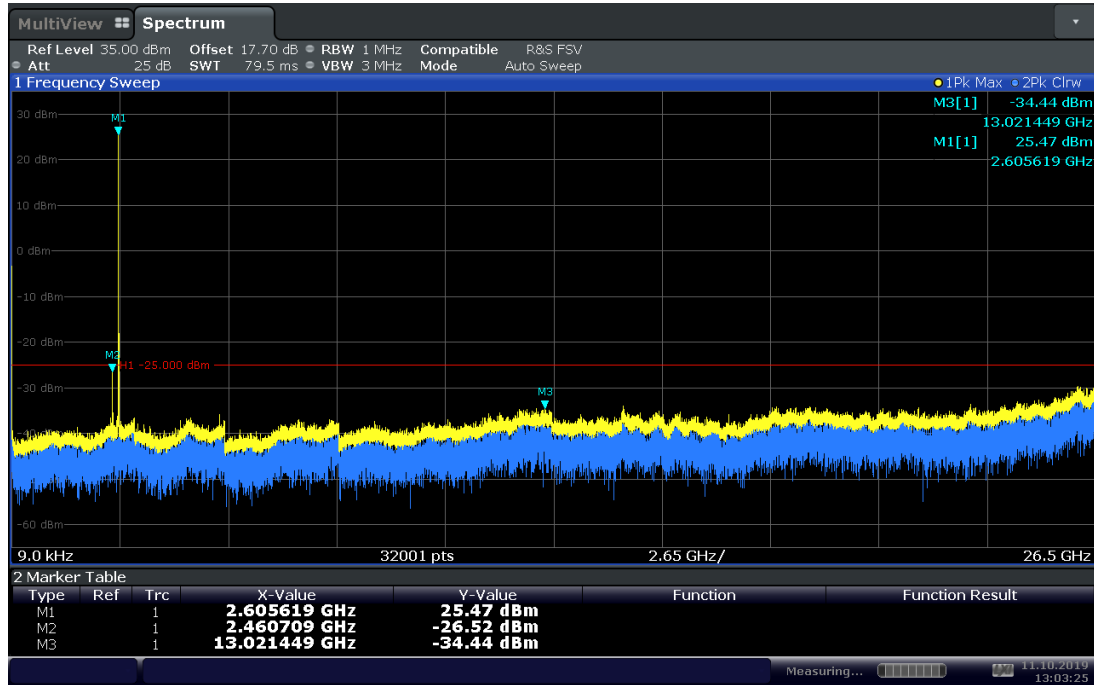 MultiView Spectrum
Ref Level 35.00 dBm Offset 17.70 dB RBW 1 MHz Compatible R&S FSV
Att 25 dB SWT 79.5 ms VBW 3 MHz Mode Auto Sweep
1 Frequency Sweep 1Pk Max 2Pk Clrw
M3[1] -34.44 dBm
13.021449 GHz
M1[1] 25.47 dBm
2.605619 GHz
30 dBm
M1
20 dBm
10 dBm
0 dBm
-10 dBm
-20 dBm
M2
H1 -25.000 dBm
-30 dBm
M3
-40 dBm
-60 dBm
9.0 kHz 32001 pts 2.65 GHz/ 26.5 GHz
2 Marker Table
Type Ref Trc X-Value Y-Value Function Function Result
M1 1 2.605619 GHz 25.47 dBm
M2 1 2.460709 GHz -26.52 dBm
M3 1 13.021449 GHz -34.44 dBm
Measuring... 11.10.2019
13:03:25